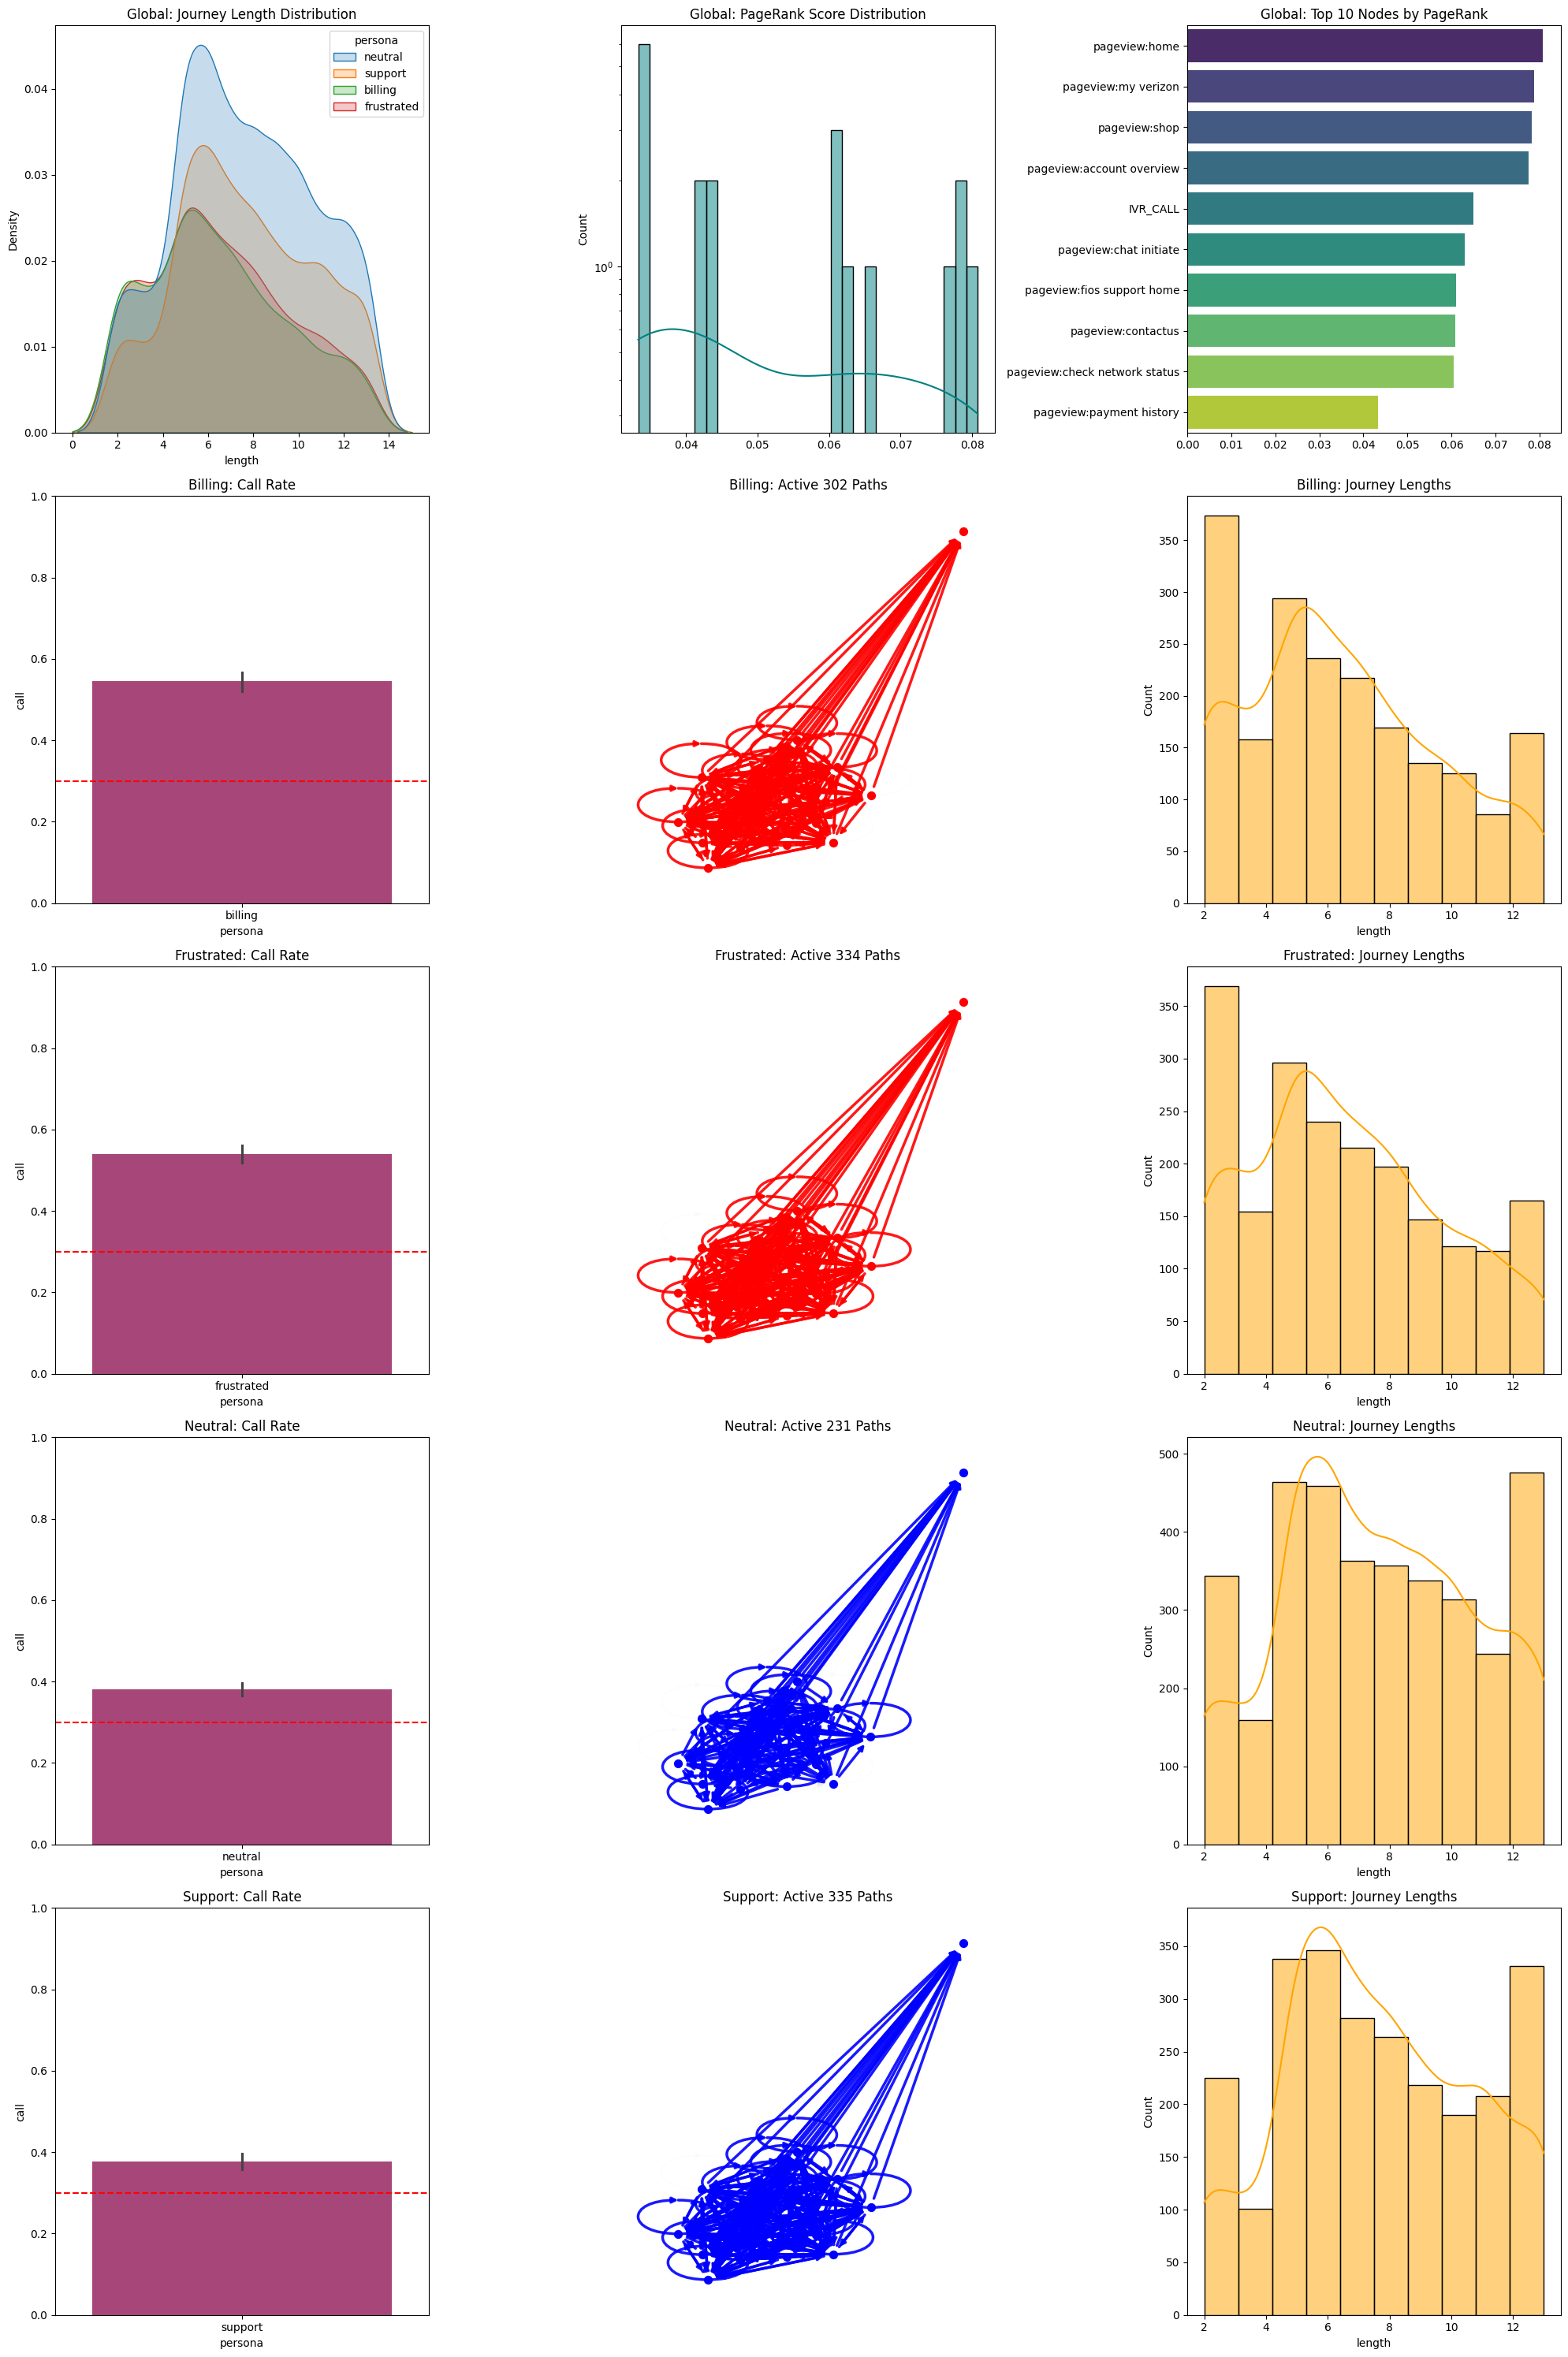 Global: Journey Length Distribution
Density
0.04
0.03
0.02
0.01
0.00
0 2 4 6 8 10 12 14
length
persona
neutral
support
billing
frustrated
Global: PageRank Score Distribution
Count
10^0
0.04 0.05 0.06 0.07 0.08
Global: Top 10 Nodes by PageRank
pageview:home
pageview:my verizon
pageview:shop
pageview:account overview
IVR_CALL
pageview:chat initiate
pageview:fios support home
pageview:contactus
pageview:check network status
pageview:payment history
0.00 0.01 0.02 0.03 0.04 0.05 0.06 0.07 0.08
Billing: Call Rate
call
1.0
0.8
0.6
0.4
0.2
0.0
billing
persona
Billing: Active 302 Paths
Billing: Journey Lengths
Count
350
300
250
200
150
100
50
0
2 4 6 8 10 12
length
Frustrated: Call Rate
call
1.0
0.8
0.6
0.4
0.2
0.0
frustrated
persona
Frustrated: Active 334 Paths
Frustrated: Journey Lengths
Count
350
300
250
200
150
100
50
0
2 4 6 8 10 12
length
Neutral: Call Rate
call
1.0
0.8
0.6
0.4
0.2
0.0
neutral
persona
Neutral: Active 231 Paths
Neutral: Journey Lengths
Count
500
400
300
200
100
0
2 4 6 8 10 12
length
Support: Call Rate
call
1.0
0.8
0.6
0.4
0.2
0.0
support
persona
Support: Active 335 Paths
Support: Journey Lengths
Count
350
300
250
200
150
100
50
0
2 4 6 8 10 12
length